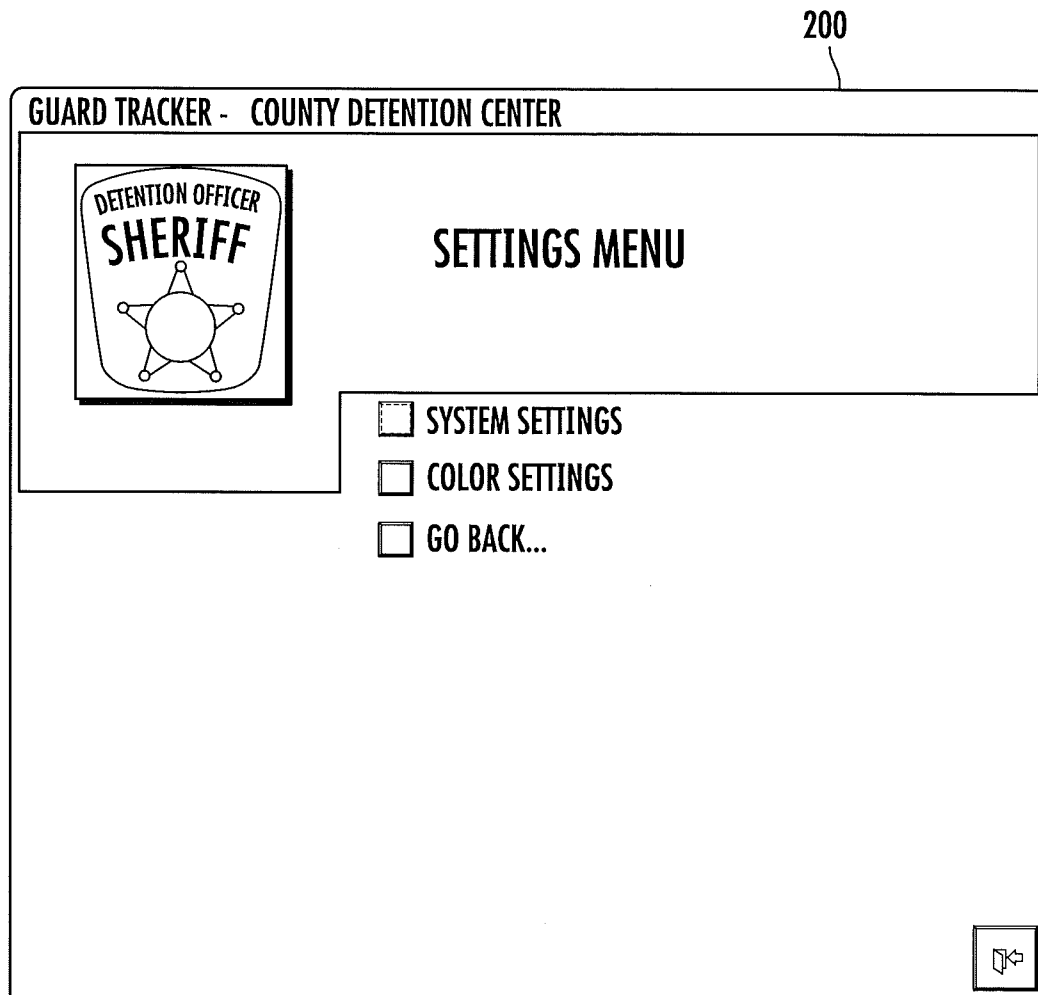 200
GUARD TRACKER - COUNTY DETENTION CENTER
DETENTION OFFICER
SHERIFF
SETTINGS MENU
SYSTEM SETTINGS
COLOR SETTINGS
GO BACK...